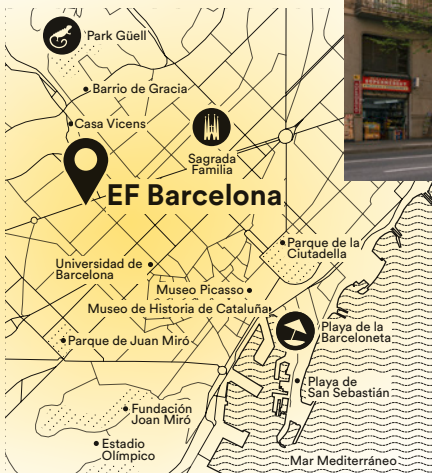 Park Güell
Barrio de Gracia
Casa Vicens
Sagrada
Familia
EF Barcelona
Parque de la
Ciutadella
Universidad de
Barcelona
Museo Picasso
Museo de Historia de Cataluña
Playa de la
Barceloneta
Parque de Juan Miró
Playa de
San Sebastián
Fundación
Joan Miró
Estadio
Olímpico
Mar Mediterráneo